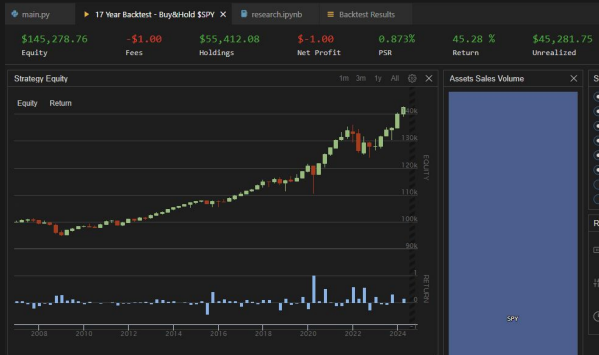 main.py
17 Year Backtest - Buy&Hold $SPY
research.ipynb
Backtest Results
$145,278.76 -$1.00 $55,412.08 $-1.00 0.873% 45.28 % $45,281.75
Equity Fees Holdings Net Profit PSR Return Unrealized
Strategy Equity 1m 3m 1y All
Assets Sales Volume
Equity Return
140k
130k
120k
110k
100k
90k
EQUITY
1
0
-1
RETURN
SPY
2008 2010 2012 2014 2016 2018 2020 2022 2024